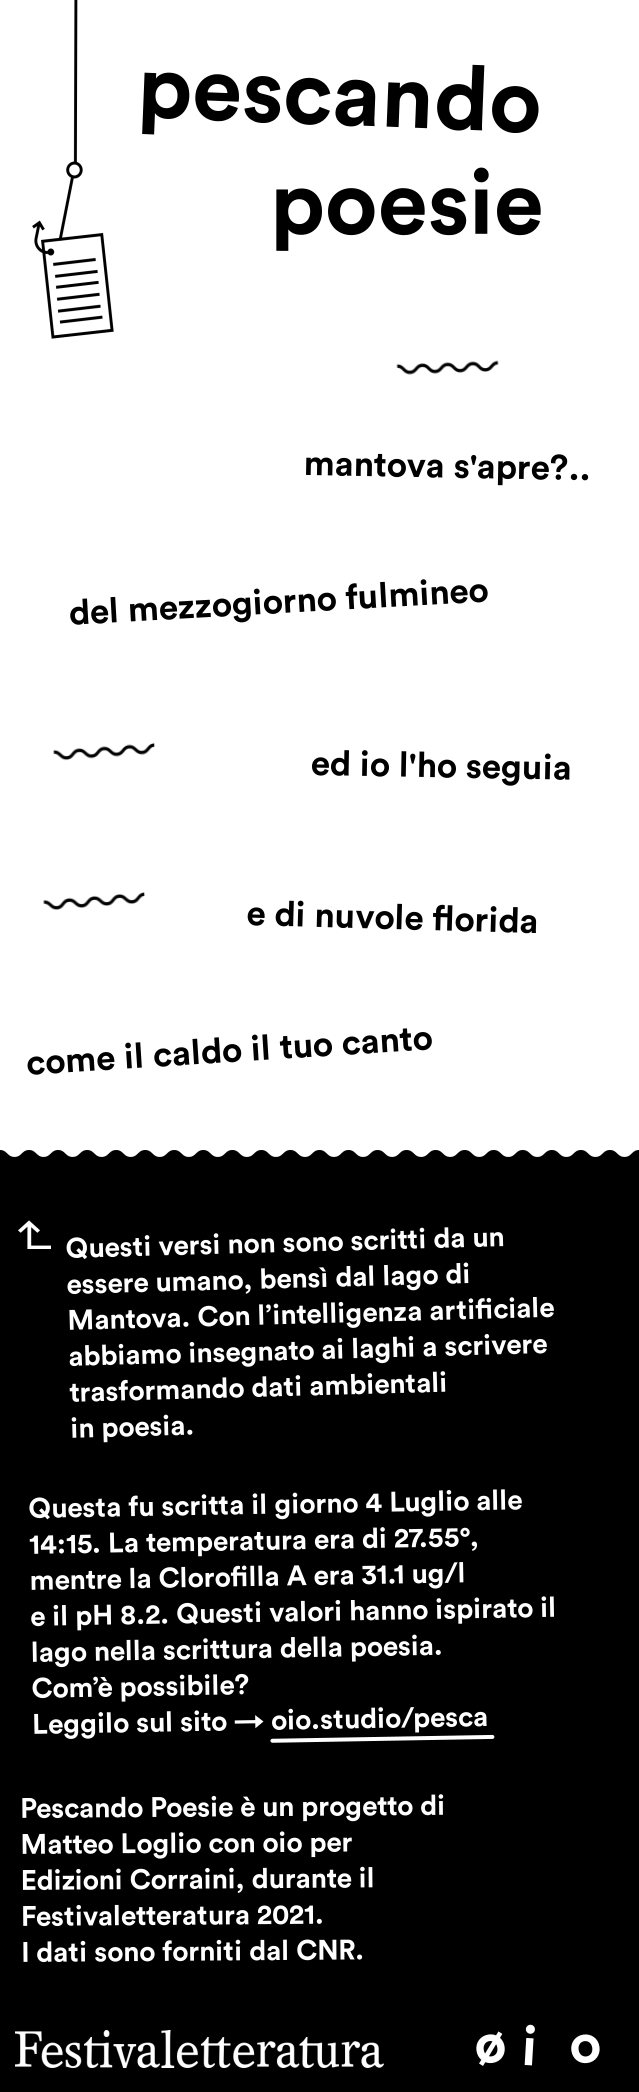 pescando
poesie
mantova s'apre?..
del mezzogiorno fulmineo
ed io l'ho seguia
e di nuvole florida
come il caldo il tuo canto
Questi versi non sono scritti da un
essere umano, bensì dal lago di
Mantova. Con l’intelligenza artificiale
abbiamo insegnato ai laghi a scrivere
trasformando dati ambientali
in poesia.
Questa fu scritta il giorno 4 Luglio alle
14:15. La temperatura era di 27.55°,
mentre la Clorofilla A era 31.1 ug/l
e il pH 8.2. Questi valori hanno ispirato il
lago nella scrittura della poesia.
Com’è possibile?
Leggilo sul sito → oio.studio/pesca
Pescando Poesie è un progetto di
Matteo Loglio con oio per
Edizioni Corraini, durante il
Festivaletteratura 2021.
I dati sono forniti dal CNR.
Festivaletteratura øio